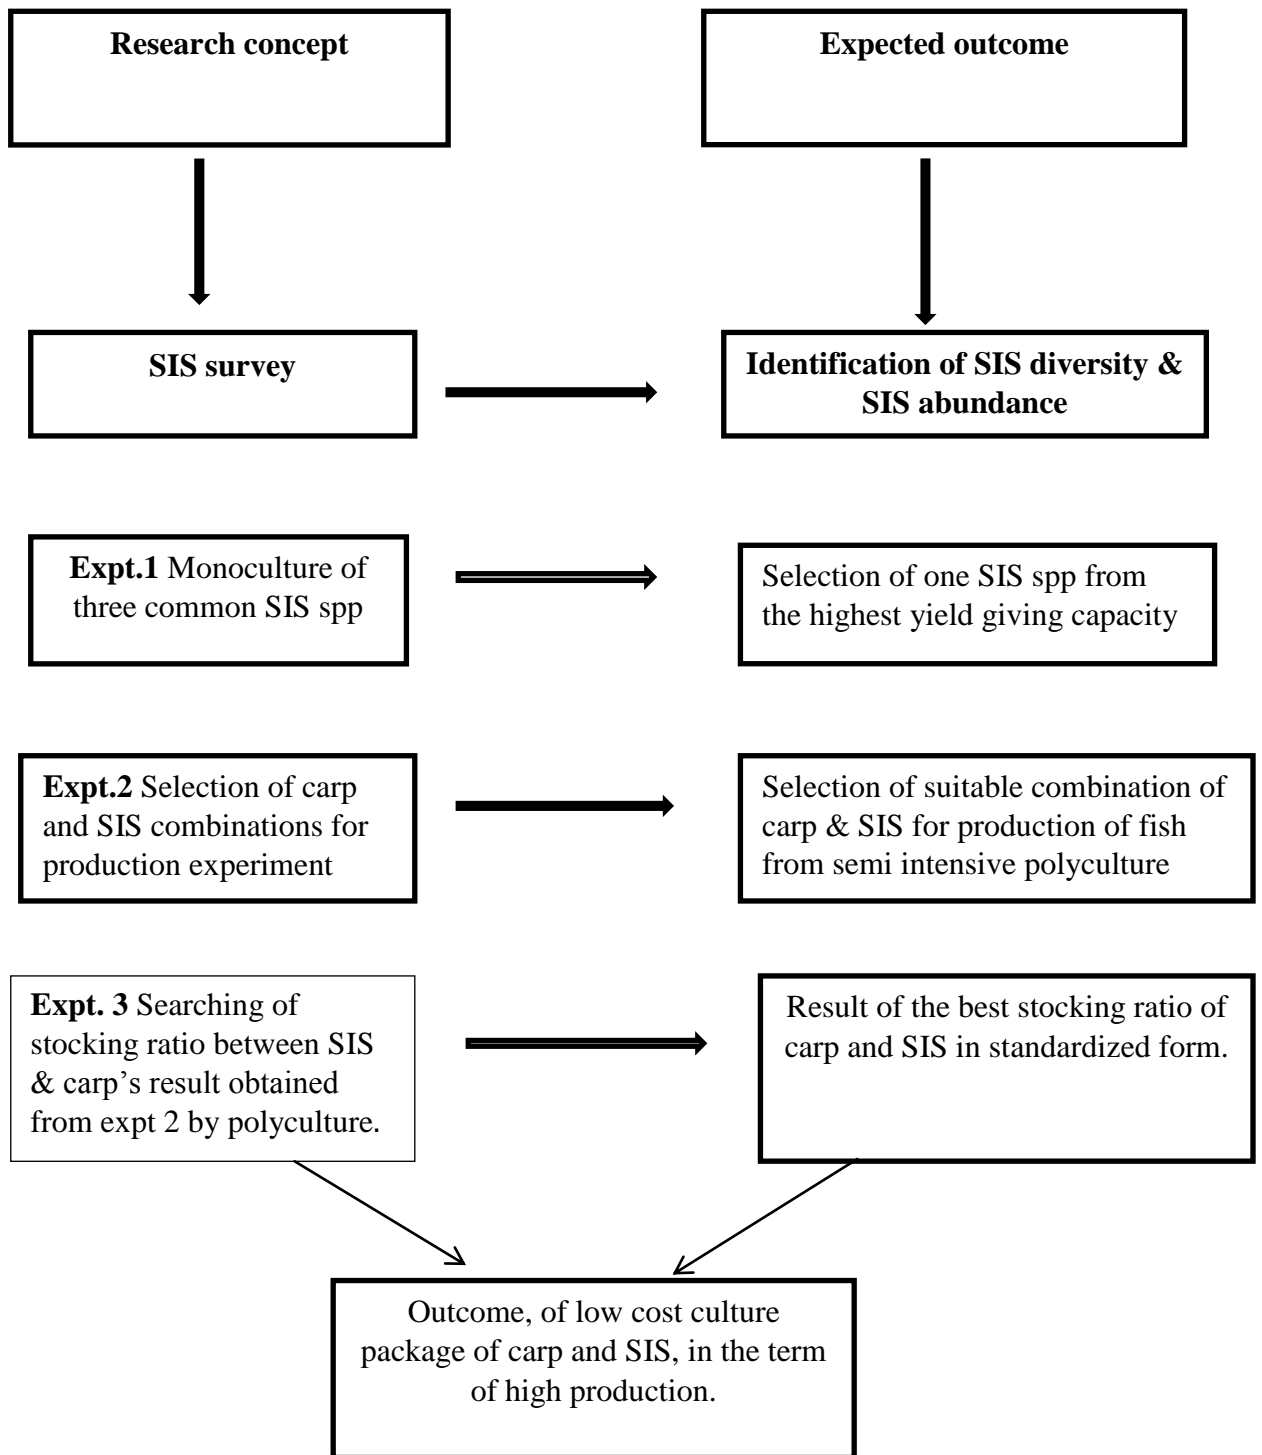 Research concept
Expected outcome
SIS survey
Identification of SIS diversity &
SIS abundance
Expt.1 Monoculture of
three common SIS spp
Selection of one SIS spp from
the highest yield giving capacity
Expt.2 Selection of carp
and SIS combinations for
production experiment
Selection of suitable combination of
carp & SIS for production of fish
from semi intensive polyculture
Expt. 3 Searching of
stocking ratio between SIS
& carp’s result obtained
from expt 2 by polyculture.
Result of the best stocking ratio of
carp and SIS in standardized form.
Outcome, of low cost culture
package of carp and SIS, in the term
of high production.